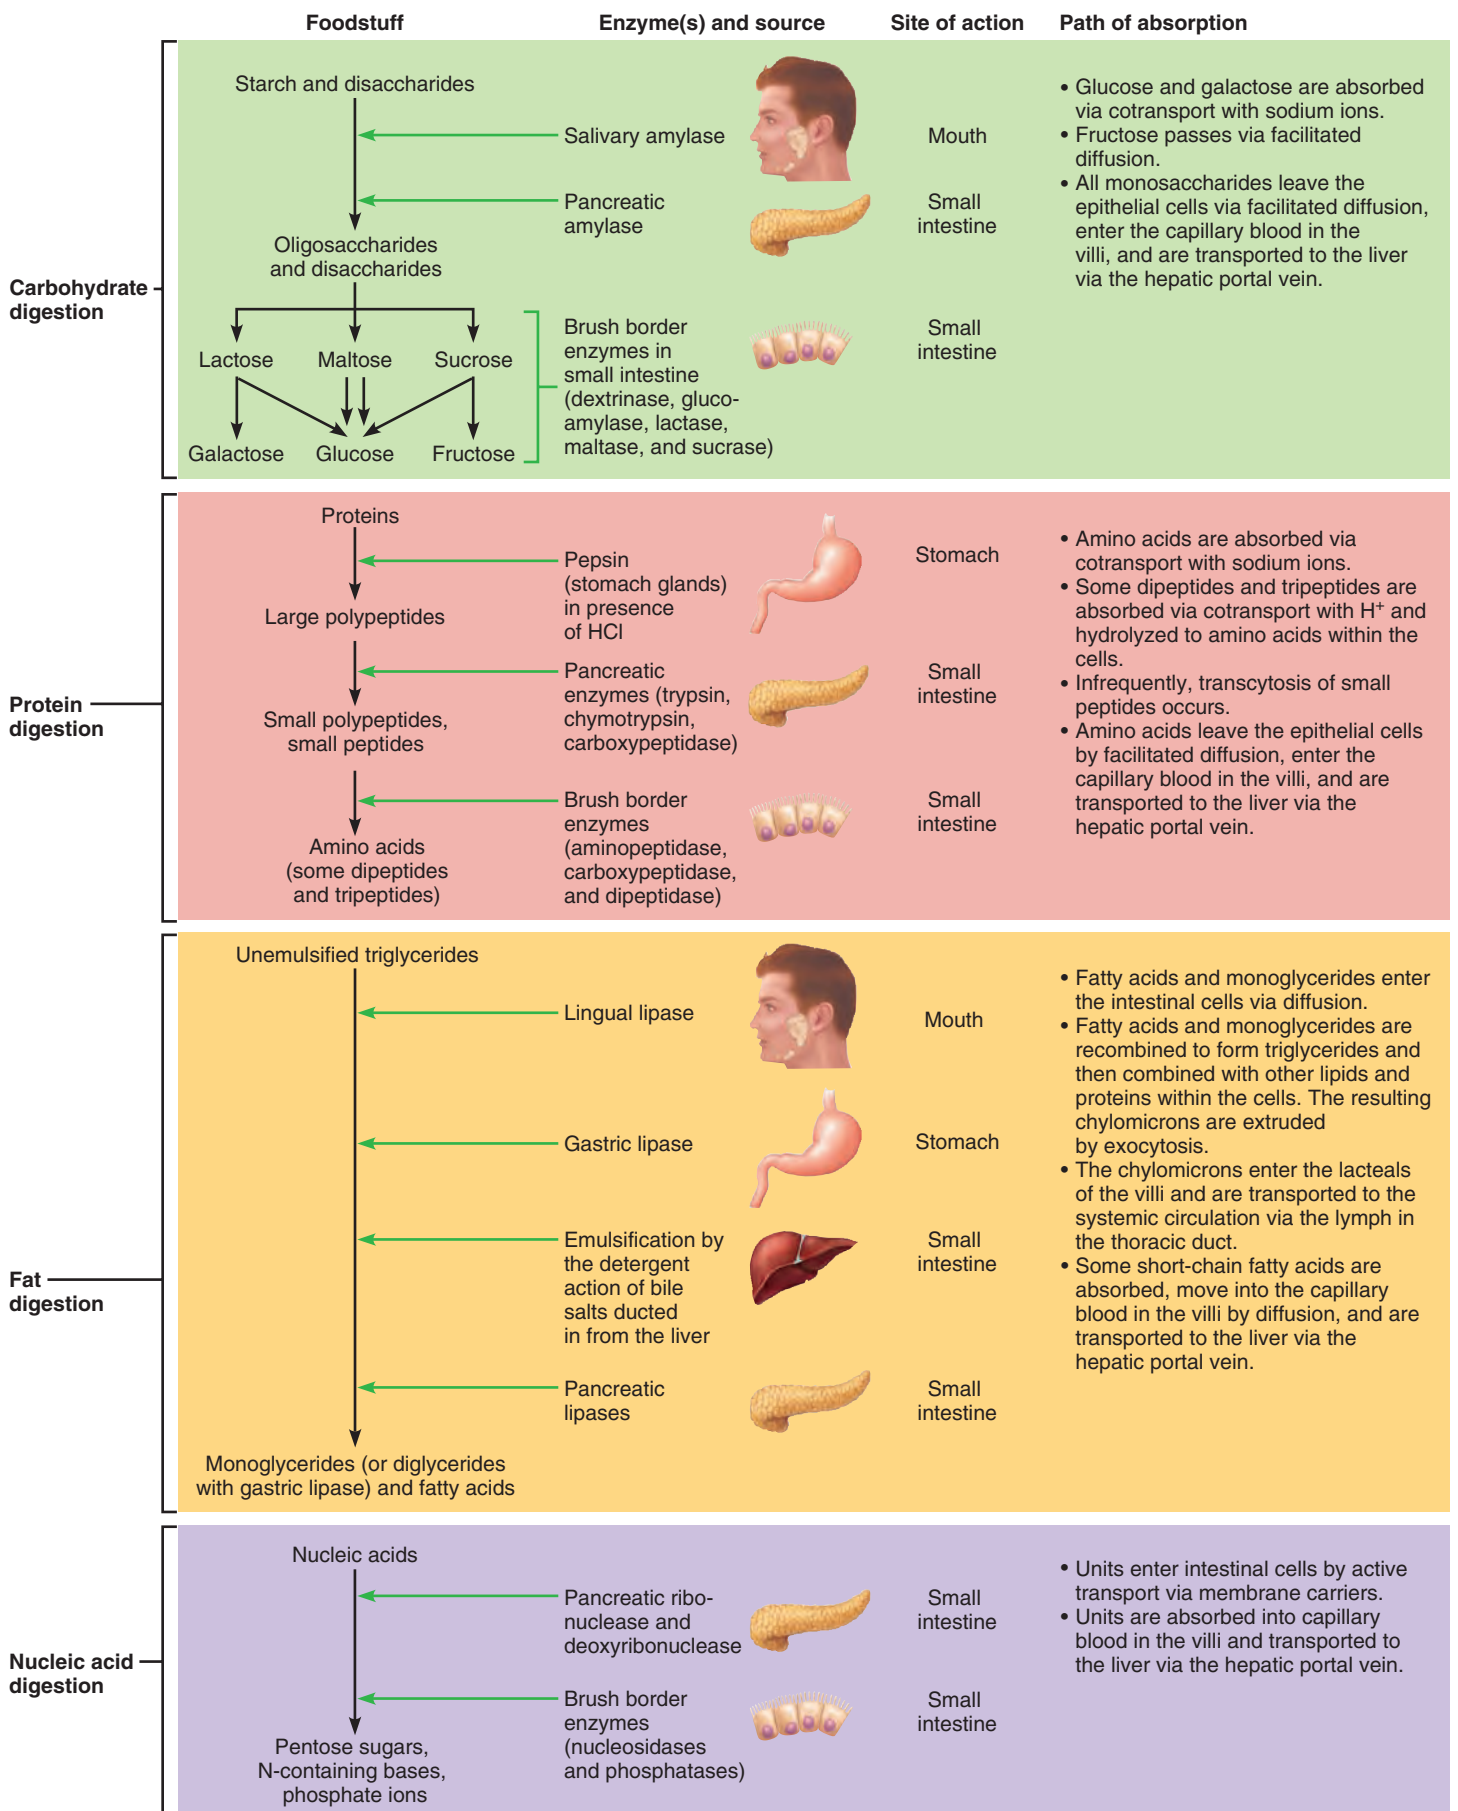 Foodstuff
Enzyme(s) and source
Site of action
Path of absorption
Carbohydrate
digestion
Starch and disaccharides
Oligosaccharides
and disaccharides
Lactose
Maltose
Sucrose
Galactose
Glucose
Fructose
Salivary amylase
Mouth
Pancreatic
amylase
Small
intestine
Brush border
enzymes in
small intestine
(dextrinase, gluco-
amylase, lactase,
maltase, and sucrase)
Small
intestine
• Glucose and galactose are absorbed
via cotransport with sodium ions.
• Fructose passes via facilitated
diffusion.
• All monosaccharides leave the
epithelial cells via facilitated diffusion,
enter the capillary blood in the
villi, and are transported to the liver
via the hepatic portal vein.
Protein
digestion
Proteins
Large polypeptides
Small polypeptides,
small peptides
Amino acids
(some dipeptides
and tripeptides)
Pepsin
(stomach glands)
in presence
of HCl
Stomach
Pancreatic
enzymes (trypsin,
chymotrypsin,
carboxypeptidase)
Small
intestine
Brush border
enzymes
(aminopeptidase,
carboxypeptidase,
and dipeptidase)
Small
intestine
• Amino acids are absorbed via
cotransport with sodium ions.
• Some dipeptides and tripeptides are
absorbed via cotransport with H⁺ and
hydrolyzed to amino acids within the
cells.
• Infrequently, transcytosis of small
peptides occurs.
• Amino acids leave the epithelial cells
by facilitated diffusion, enter the
capillary blood in the villi, and are
transported to the liver via the
hepatic portal vein.
Fat
digestion
Unemulsified triglycerides
Monoglycerides (or diglycerides
with gastric lipase) and fatty acids
Lingual lipase
Mouth
Gastric lipase
Stomach
Emulsification by
the detergent
action of bile
salts ducted
in from the liver
Small
intestine
Pancreatic
lipases
Small
intestine
• Fatty acids and monoglycerides enter
the intestinal cells via diffusion.
• Fatty acids and monoglycerides are
recombined to form triglycerides and
then combined with other lipids and
proteins within the cells. The resulting
chylomicrons are extruded
by exocytosis.
• The chylomicrons enter the lacteals
of the villi and are transported to the
systemic circulation via the lymph in
the thoracic duct.
• Some short-chain fatty acids are
absorbed, move into the capillary
blood in the villi by diffusion, and are
transported to the liver via the
hepatic portal vein.
Nucleic acid
digestion
Nucleic acids
Pentose sugars,
N-containing bases,
phosphate ions
Pancreatic ribo-
nuclease and
deoxyribonuclease
Small
intestine
Brush border
enzymes
(nucleosidases
and phosphatases)
Small
intestine
• Units enter intestinal cells by active
transport via membrane carriers.
• Units are absorbed into capillary
blood in the villi and transported to
the liver via the hepatic portal vein.